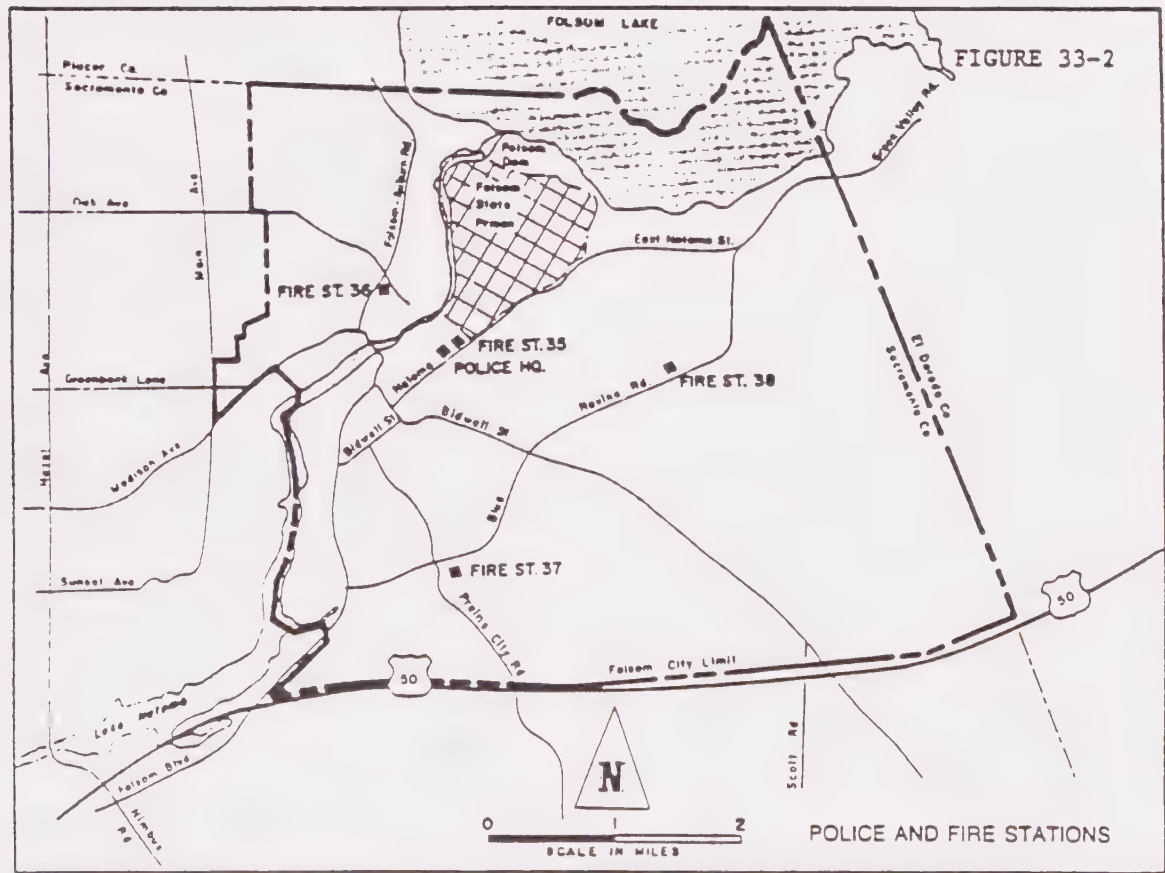 FOLSOM LAKE
FIGURE 33-2
Placer Co.
Sacramento Co
Green Valley Rd.
Folsom-Auburn Rd
Folsom
Dam
Folsom
State
Prison
Oak Ave
Main Ave
East Natoma St.
FIRE ST. 36
FIRE ST. 35
POLICE HQ.
Natoma
FIRE ST. 38
El Dorado Co
Sacramento Co
Greenback Lane
Hazel Ave
Madison Ave
Bidwell St
Bidwell St
Blue Ravine Rd.
Sunset Ave
FIRE ST. 37
Prairie City Rd
50
Folsom City Limit
50
Lake Natoma
Folsom Blvd
Nimbus Rd
Scott Rd
N
0 1 2
SCALE IN MILES
POLICE AND FIRE STATIONS